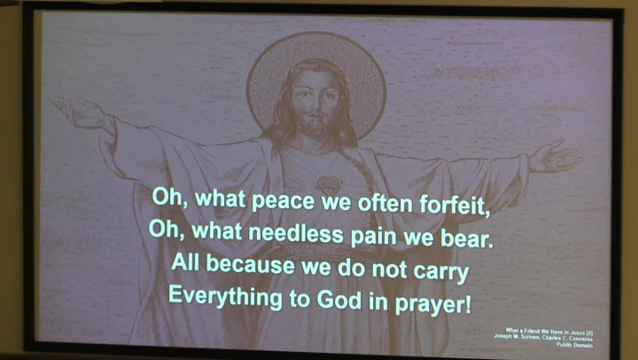 Oh, what peace we often forfeit,
Oh, what needless pain we bear.
All because we do not carry
Everything to God in prayer!
What a Friend We Have in Jesus (2)
Joseph M. Scriven, Charles C. Converse
Public Domain